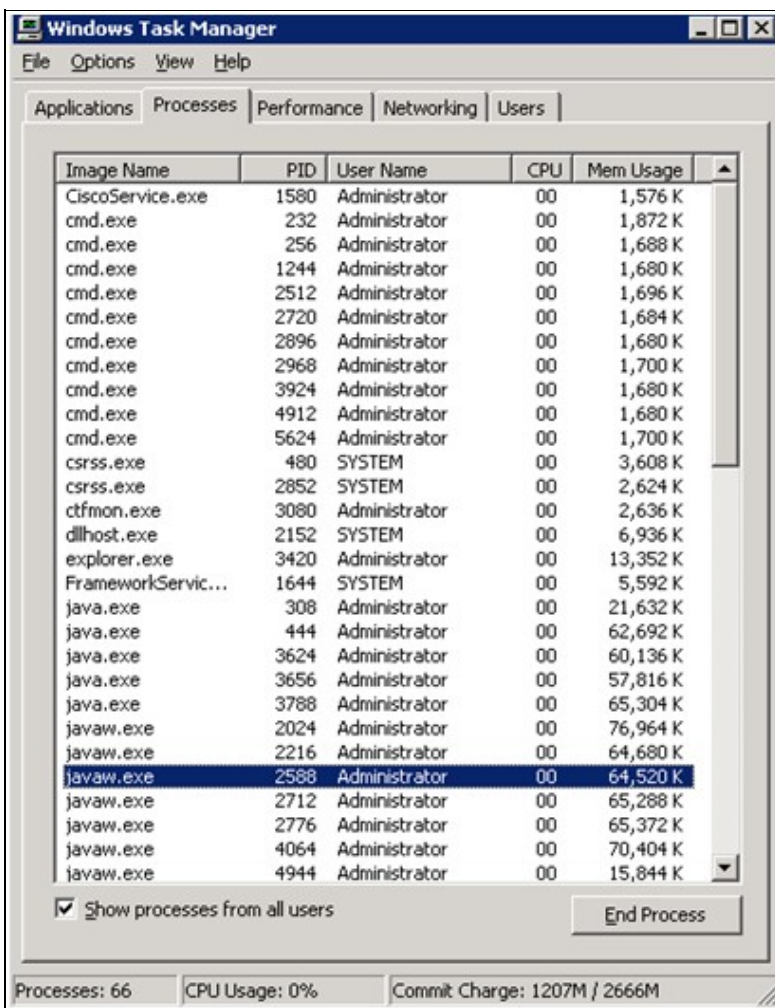 Windows Task Manager
File Options View Help
Applications Processes Performance Networking Users
Image Name PID User Name CPU Mem Usage
CiscoService.exe 1580 Administrator 00 1,576 K
cmd.exe 232 Administrator 00 1,872 K
cmd.exe 256 Administrator 00 1,688 K
cmd.exe 1244 Administrator 00 1,680 K
cmd.exe 2512 Administrator 00 1,696 K
cmd.exe 2720 Administrator 00 1,684 K
cmd.exe 2896 Administrator 00 1,680 K
cmd.exe 2968 Administrator 00 1,700 K
cmd.exe 3924 Administrator 00 1,680 K
cmd.exe 4912 Administrator 00 1,680 K
cmd.exe 5624 Administrator 00 1,700 K
csrss.exe 480 SYSTEM 00 3,608 K
csrss.exe 2852 SYSTEM 00 2,624 K
ctfmon.exe 3080 Administrator 00 2,636 K
dllhost.exe 2152 SYSTEM 00 6,936 K
explorer.exe 3420 Administrator 00 13,352 K
FrameworkServic... 1644 SYSTEM 00 5,592 K
java.exe 308 Administrator 00 21,632 K
java.exe 444 Administrator 00 62,692 K
java.exe 3624 Administrator 00 60,136 K
java.exe 3656 Administrator 00 57,816 K
java.exe 3788 Administrator 00 65,304 K
javaw.exe 2024 Administrator 00 76,964 K
javaw.exe 2216 Administrator 00 64,680 K
javaw.exe 2588 Administrator 00 64,520 K
javaw.exe 2712 Administrator 00 65,288 K
javaw.exe 2776 Administrator 00 65,372 K
javaw.exe 4064 Administrator 00 70,404 K
javaw.exe 4944 Administrator 00 15,844 K
Show processes from all users
End Process
Processes: 66 CPU Usage: 0% Commit Charge: 1207M / 2666M